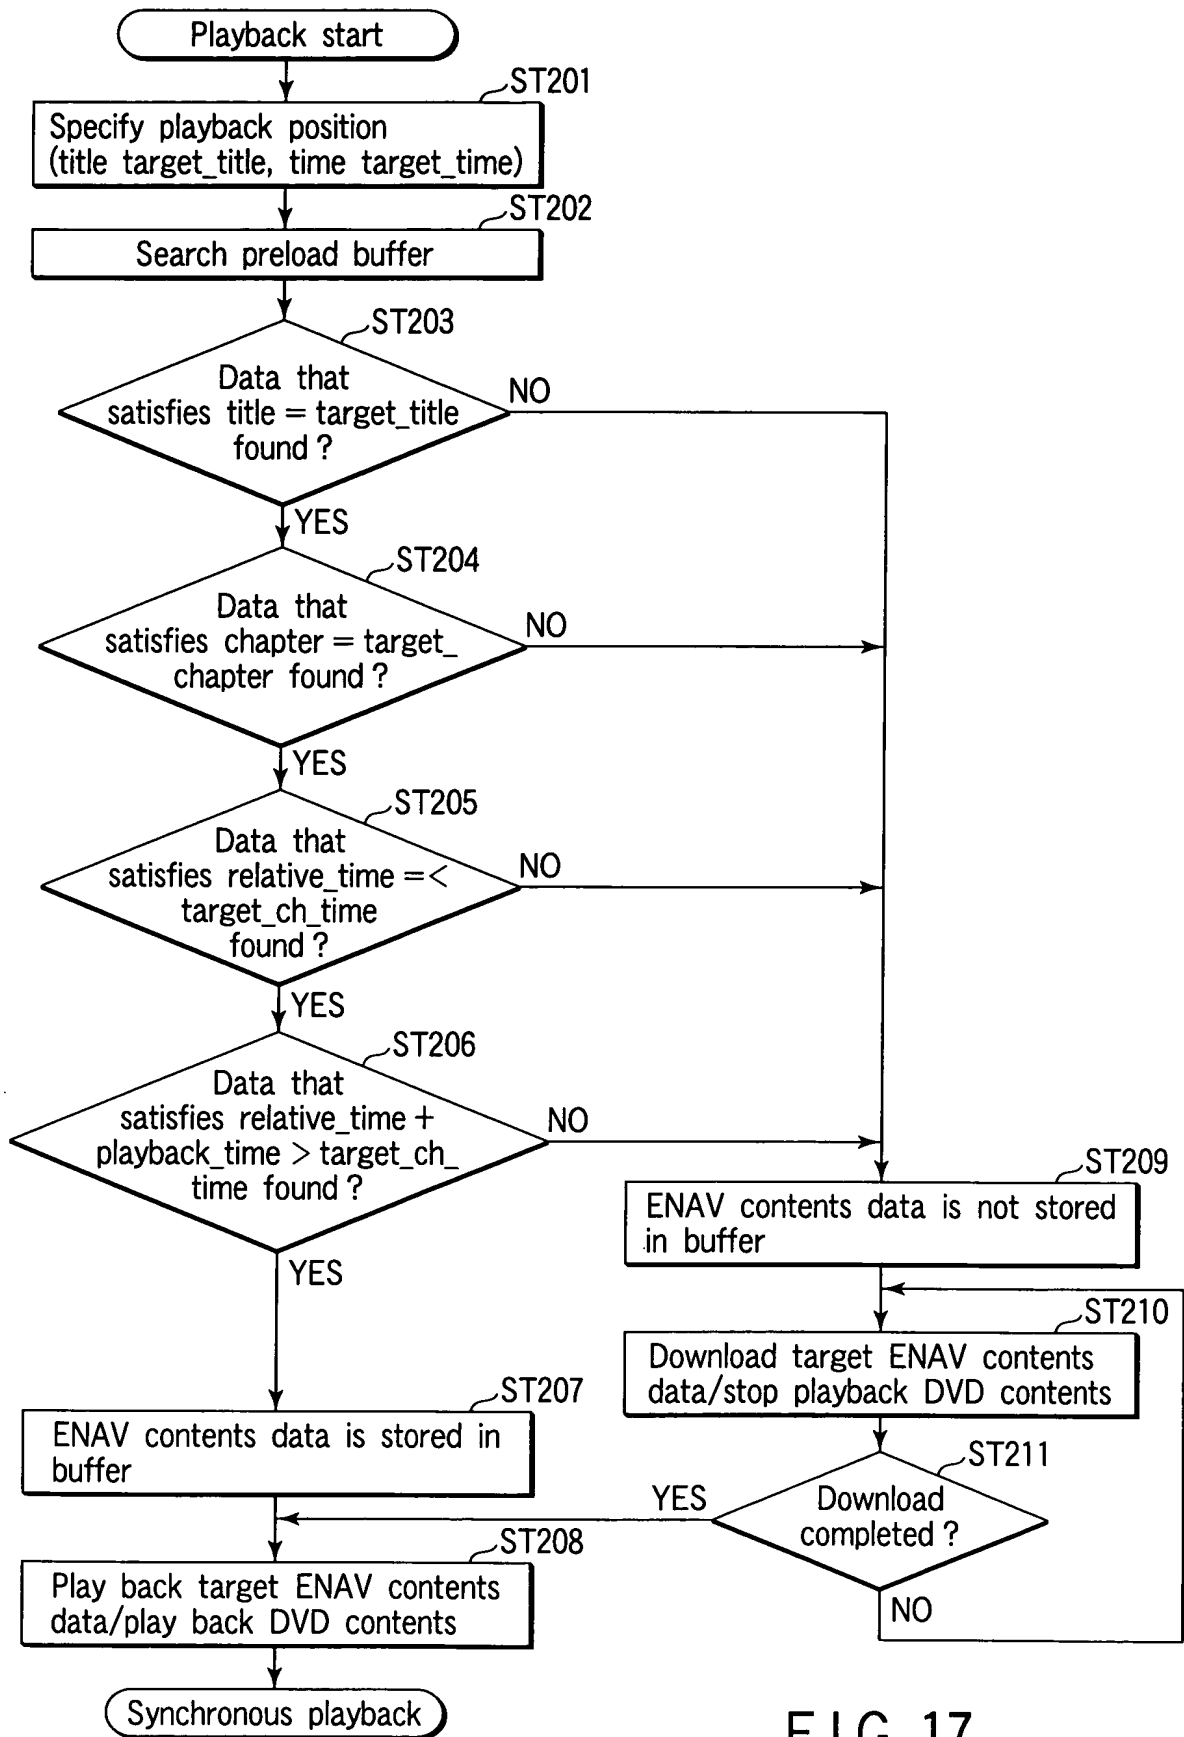 Playback start
ST201
Specify playback position
(title target_title, time target_time)
ST202
Search preload buffer
ST203
Data that
satisfies title = target_title
found ?
NO
YES
ST204
Data that
satisfies chapter = target_
chapter found ?
NO
YES
ST205
Data that
satisfies relative_time =<
target_ch_time
found ?
NO
YES
ST206
Data that
satisfies relative_time +
playback_time > target_ch_
time found ?
NO
YES
ST209
ENAV contents data is not stored
in buffer
ST210
Download target ENAV contents
data/stop playback DVD contents
ST207
ENAV contents data is stored in
buffer
ST211
Download
completed ?
YES
NO
ST208
Play back target ENAV contents
data/play back DVD contents
Synchronous playback
FIG. 17